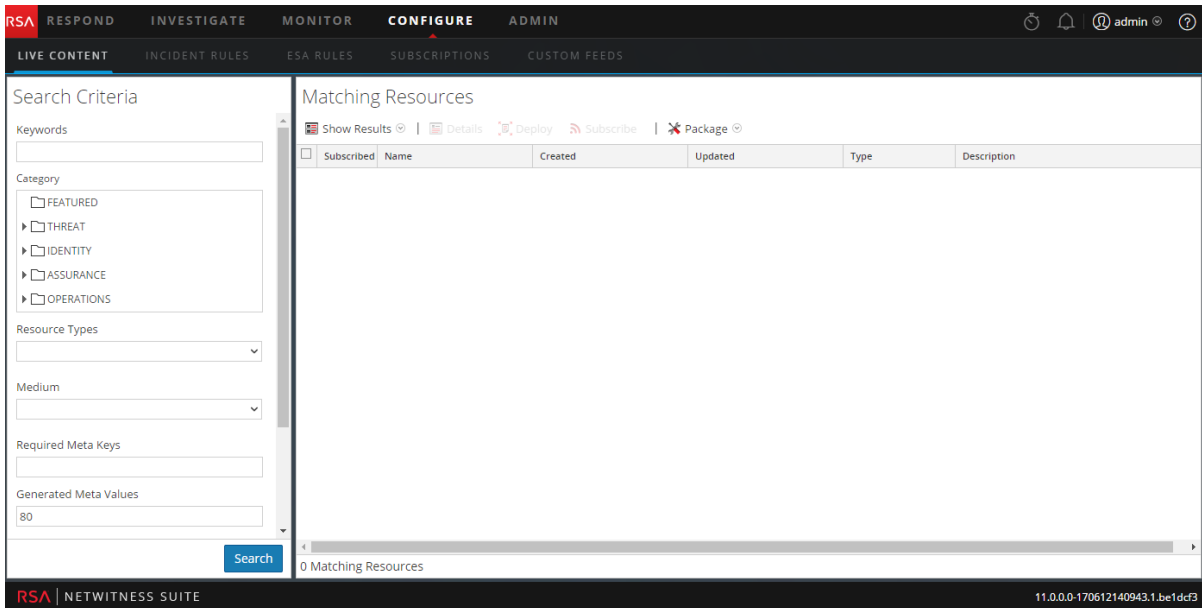 RSA RESPOND INVESTIGATE MONITOR CONFIGURE ADMIN admin
LIVE CONTENT INCIDENT RULES ESA RULES SUBSCRIPTIONS CUSTOM FEEDS
Search Criteria
Keywords
Category
FEATURED
THREAT
IDENTITY
ASSURANCE
OPERATIONS
Resource Types
Medium
Required Meta Keys
Generated Meta Values
80
Search
Matching Resources
Show Results Details Deploy Subscribe Package
Subscribed Name Created Updated Type Description
0 Matching Resources
RSA NETWITNESS SUITE
11.0.0.0-170612140943.1.be1dcf3